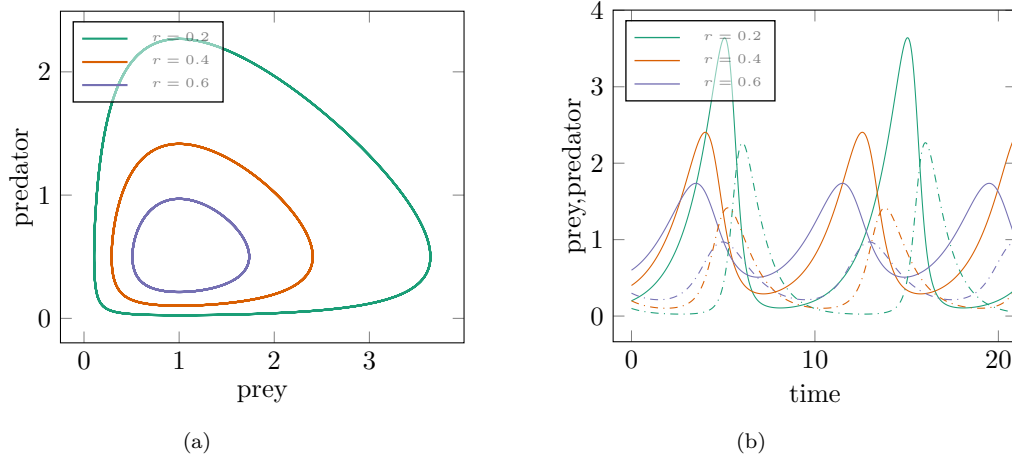 r = 0.2
r = 0.4
r = 0.6
predator
2
1
0
0 1 2 3
prey
(a)
r = 0.2
r = 0.4
r = 0.6
prey,predator
4
3
2
1
0
0 10 20
time
(b)